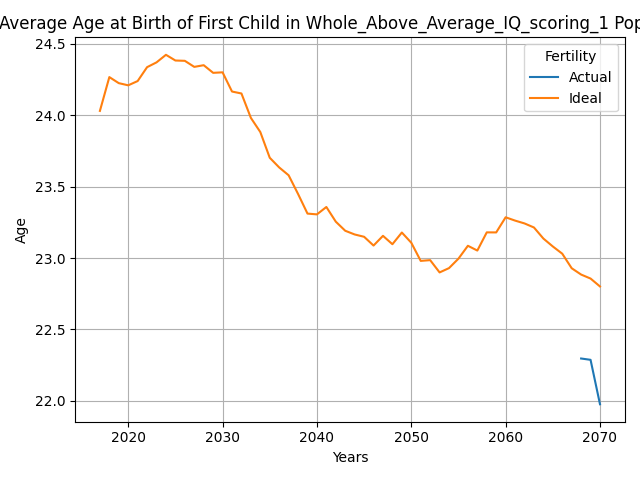 Average Age at Birth of First Child in Whole_Above_Average_IQ_scoring_1 Pop
Fertility
Actual
Ideal
24.5
24.0
23.5
23.0
22.5
22.0
Age
2020 2030 2040 2050 2060 2070
Years